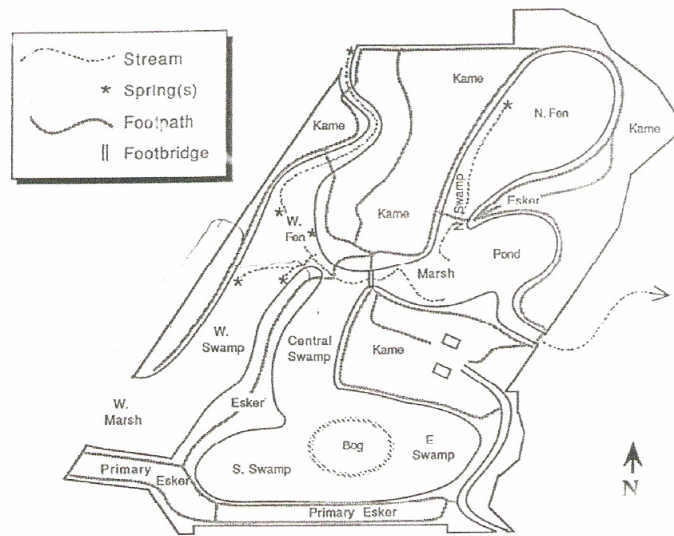 Stream
* Spring(s)
Footpath
Footbridge
Kame
Kame
N. Fen
Kame
W.
Fen
Kame
N. Swamp
Esker
Marsh
Pond
W.
Swamp
Central
Swamp
Kame
W.
Marsh
Esker
Bog
E
Swamp
S. Swamp
Primary
Esker
Primary Esker
N